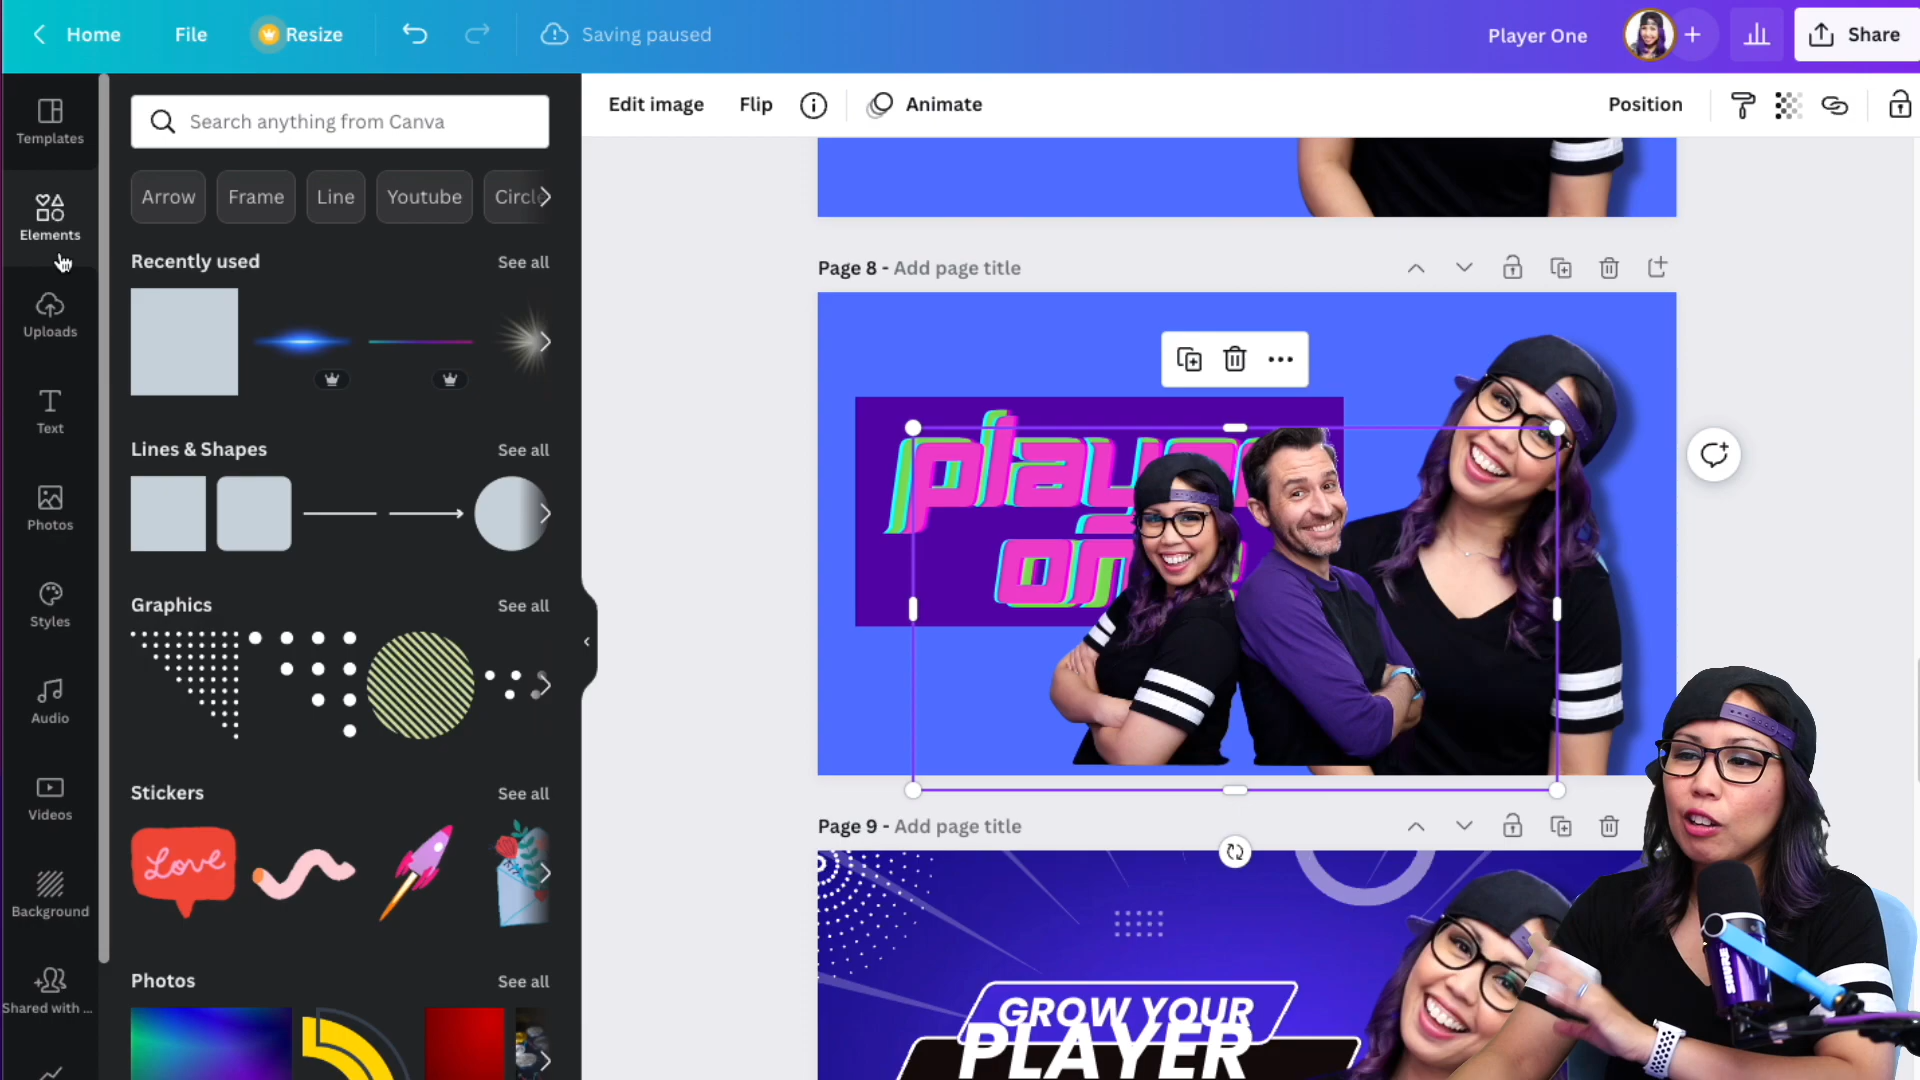 Home
File
Resize
Saving paused
Player One
Share
Templates
Elements
Uploads
Text
Photos
Styles
Audio
Videos
Background
Shared with ...
Search anything from Canva
Arrow
Frame
Line
Youtube
Recently used
See all
Lines & Shapes
See all
Graphics
See all
Stickers
See all
Love
Photos
See all
Edit image
Flip
Animate
Position
Page 8 - Add page title
Page 9 - Add page title
GROW YOUR
PLAYER